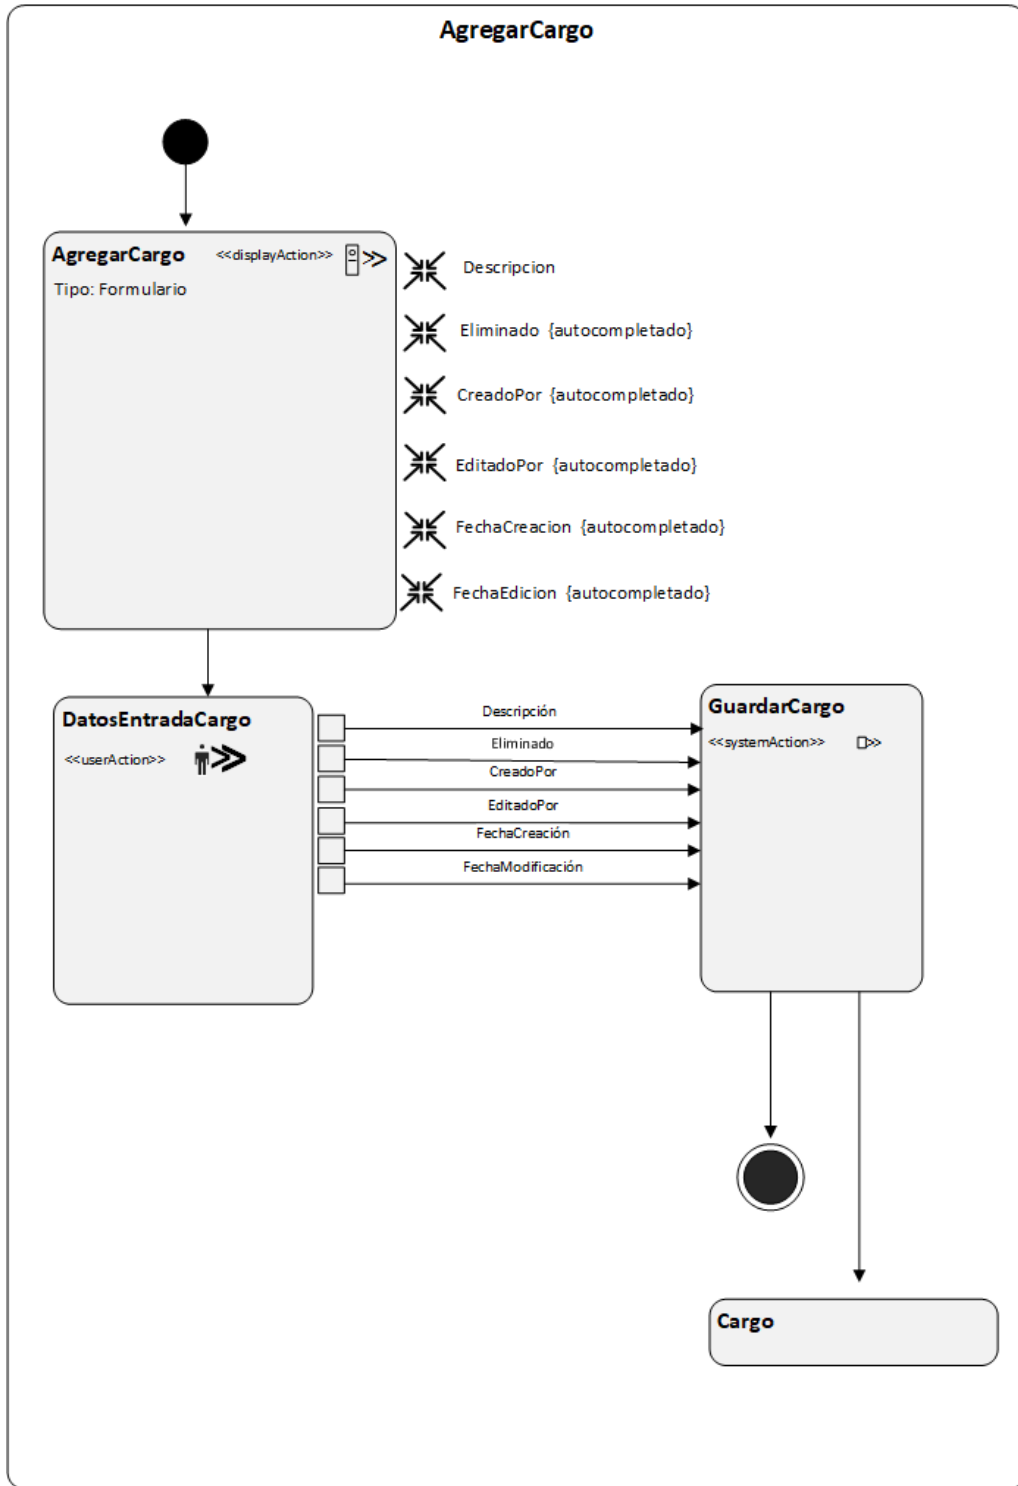 AgregarCargo
AgregarCargo <<displayAction>>
Tipo: Formulario
Descripcion
Eliminado {autocompletado}
CreadoPor {autocompletado}
EditadoPor {autocompletado}
FechaCreacion {autocompletado}
FechaEdicion {autocompletado}
DatosEntradaCargo
<<userAction>>
Descripción
Eliminado
CreadoPor
EditadoPor
FechaCreación
FechaModificación
GuardarCargo
<<systemAction>>
Cargo